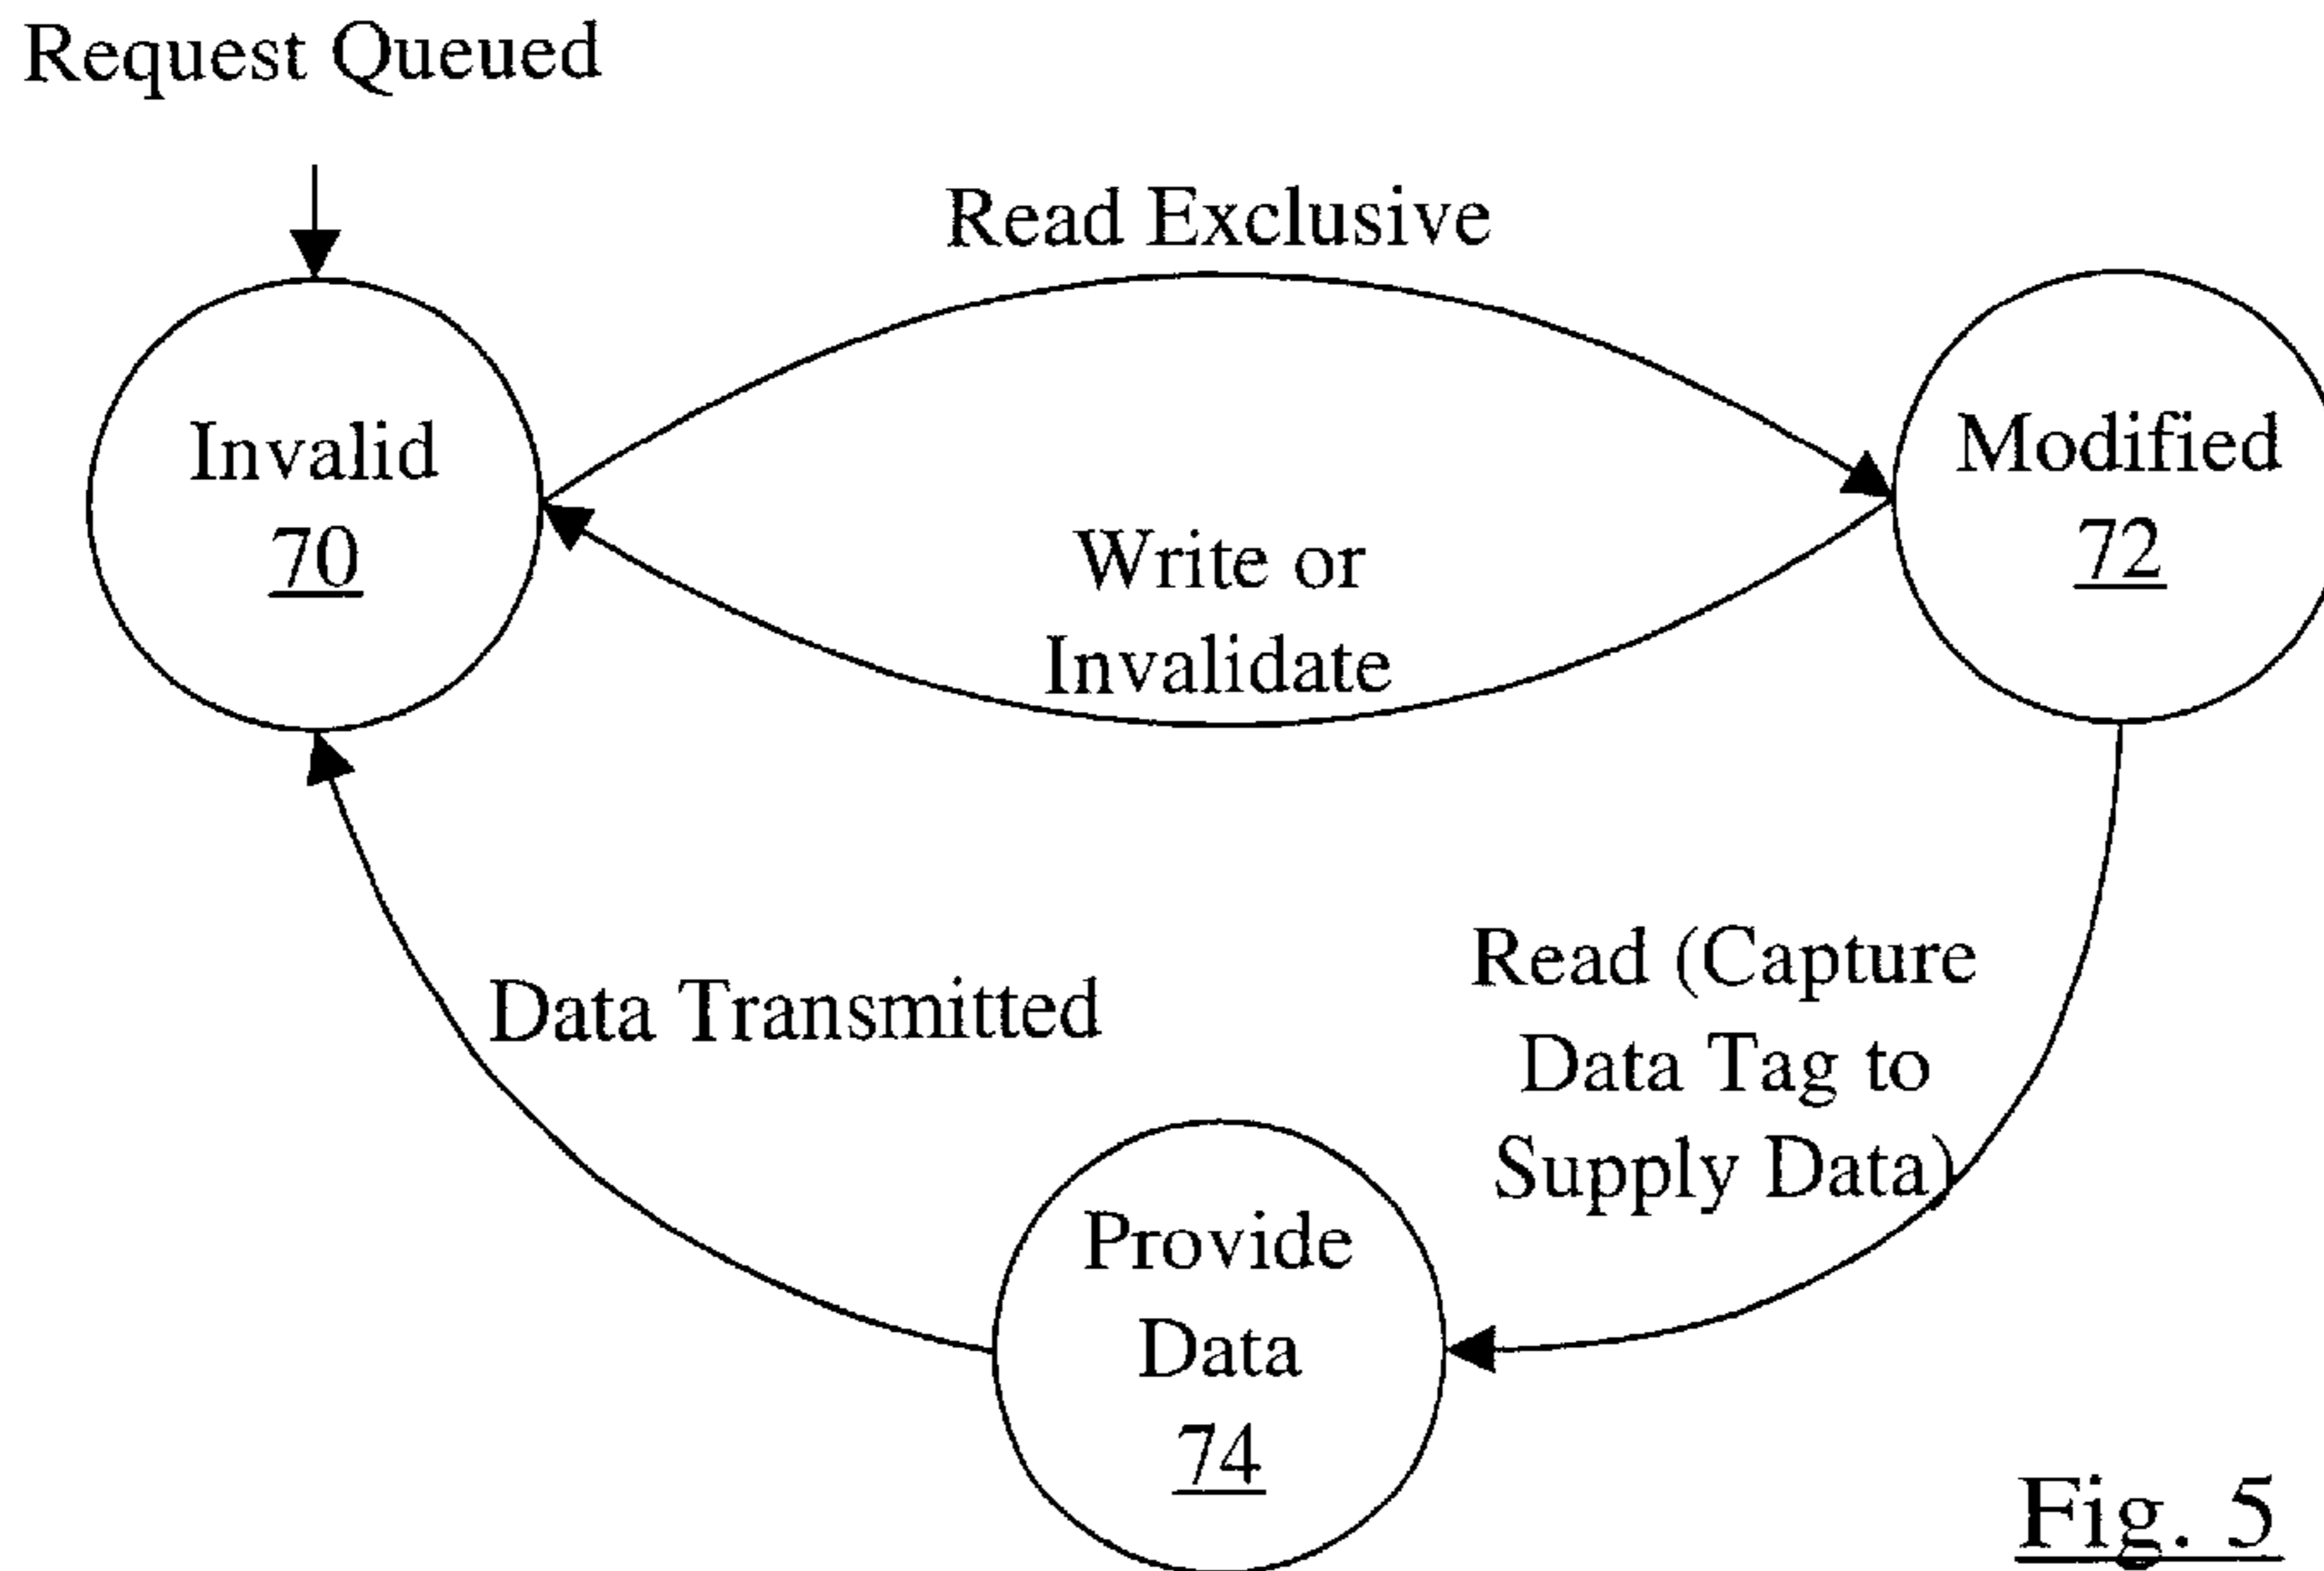 Request Queued
Read Exclusive
Invalid
70
Write or
Invalidate
Modified
72
Data Transmitted
Read (Capture
Data Tag to
Supply Data)
Provide
Data
74
Fig. 5